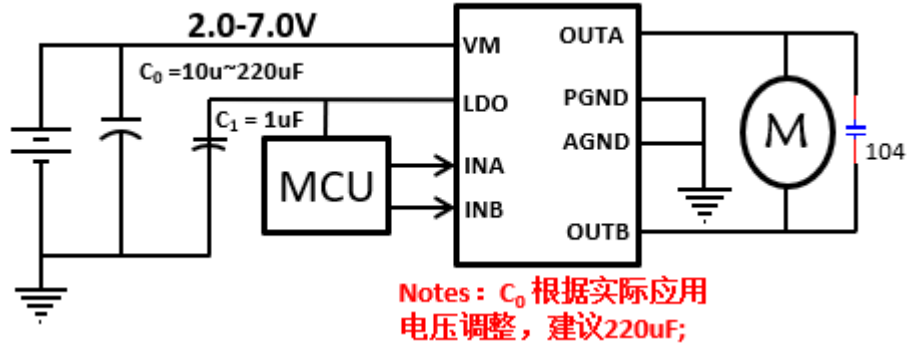 2.0-7.0V
C₀ =10u~220uF
C₁ = 1uF
MCU
VM
LDO
INA
INB
OUTA
PGND
AGND
OUTB
M
104
Notes：C₀ 根据实际应用
电压调整，建议220uF;